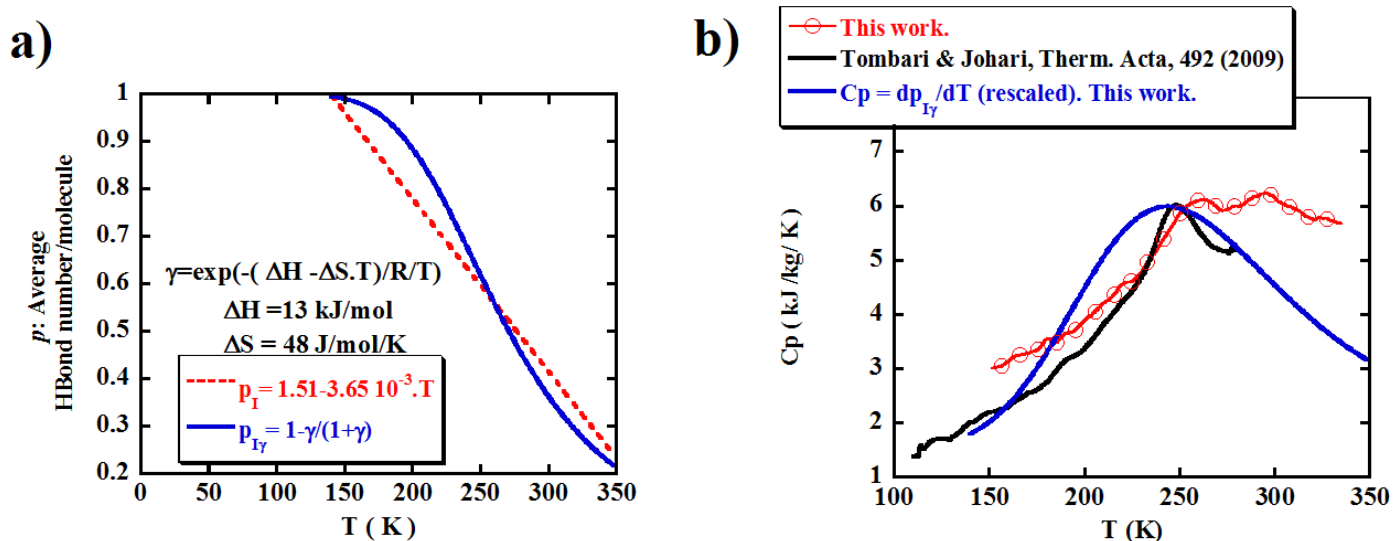 a)
1
0.9
0.8
0.7
0.6
0.5
0.4
0.3
0.2
p: Average
HBond number/molecule
γ=exp(-( ΔH -ΔS.T)/R/T)
ΔH =13 kJ/mol
ΔS = 48 J/mol/K
pI= 1.51-3.65 10-3.T
pIγ= 1-γ/(1+γ)
0 50 100 150 200 250 300 350
T ( K )
b)
This work.
Tombari & Johari, Therm. Acta, 492 (2009)
Cp = dpIγ/dT (rescaled). This work.
7
6
5
4
3
2
1
Cp ( kJ /kg/ K )
100 150 200 250 300 350
T (K)